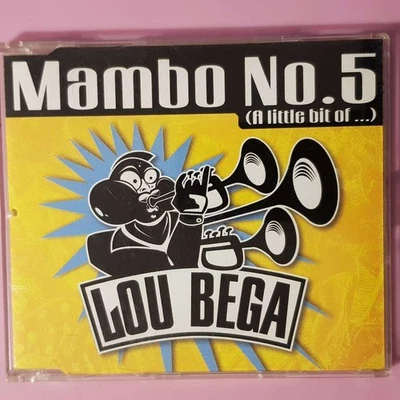 Mambo No.5
(A little bit of ...)
LOU BEGA